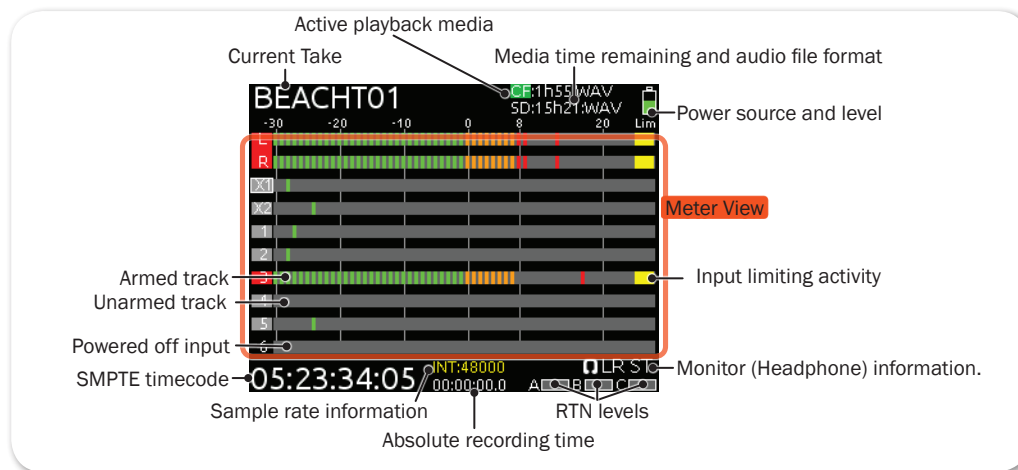 Active playback media
Current Take
Media time remaining and audio file format
BEACHT01
CF:1h55:WAV
SD:15h21:WAV
Power source and level
-30 -20 -10 0 8 20 Lim
L
R
X1
X2
Meter View
1
2
Armed track
3
Input limiting activity
Unarmed track
4
5
Powered off input
6
SMPTE timecode
05:23:34:05
INT:48000
00:00:00.0
LR ST
A B C
Monitor (Headphone) information.
Sample rate information
RTN levels
Absolute recording time